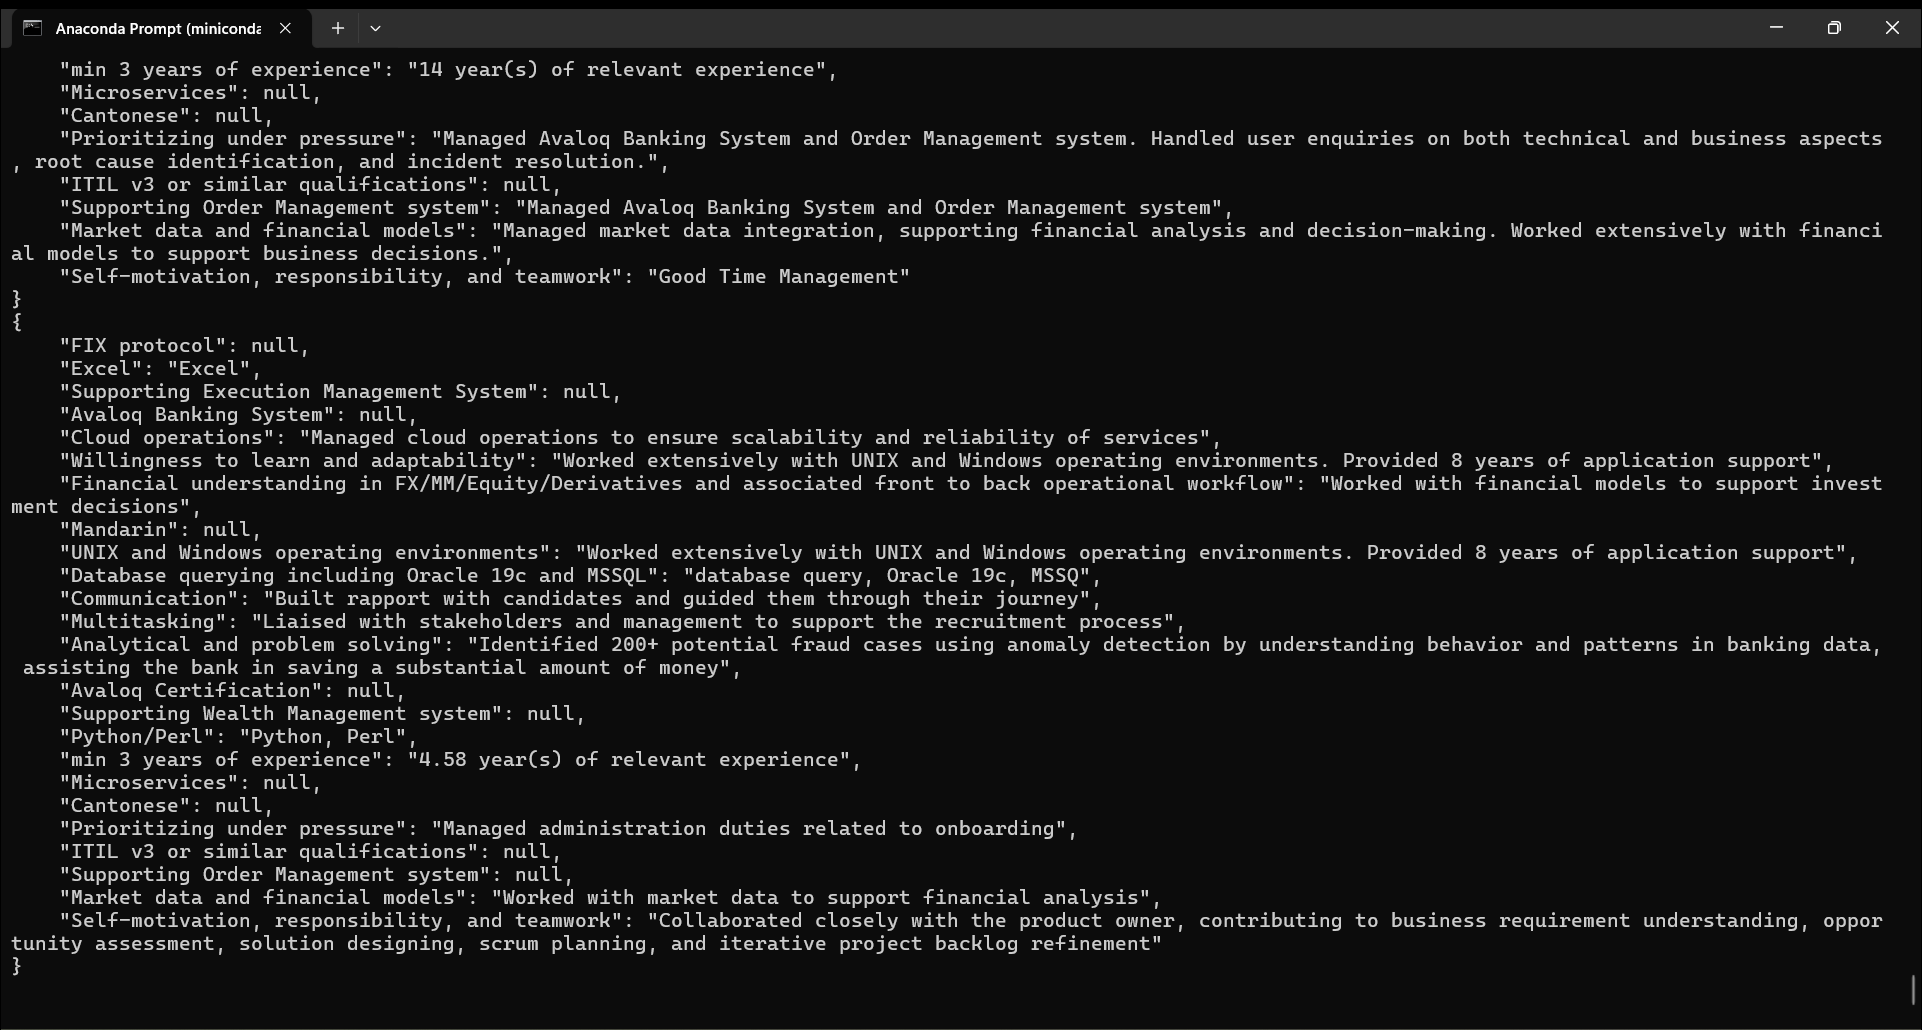 Anaconda Prompt (miniconda
    "min 3 years of experience": "14 year(s) of relevant experience",
    "Microservices": null,
    "Cantonese": null,
    "Prioritizing under pressure": "Managed Avaloq Banking System and Order Management system. Handled user enquiries on both technical and business aspects
, root cause identification, and incident resolution.",
    "ITIL v3 or similar qualifications": null,
    "Supporting Order Management system": "Managed Avaloq Banking System and Order Management system",
    "Market data and financial models": "Managed market data integration, supporting financial analysis and decision-making. Worked extensively with financi
al models to support business decisions.",
    "Self-motivation, responsibility, and teamwork": "Good Time Management"
}
{
    "FIX protocol": null,
    "Excel": "Excel",
    "Supporting Execution Management System": null,
    "Avaloq Banking System": null,
    "Cloud operations": "Managed cloud operations to ensure scalability and reliability of services",
    "Willingness to learn and adaptability": "Worked extensively with UNIX and Windows operating environments. Provided 8 years of application support",
    "Financial understanding in FX/MM/Equity/Derivatives and associated front to back operational workflow": "Worked with financial models to support invest
ment decisions",
    "Mandarin": null,
    "UNIX and Windows operating environments": "Worked extensively with UNIX and Windows operating environments. Provided 8 years of application support",
    "Database querying including Oracle 19c and MSSQL": "database query, Oracle 19c, MSSQ",
    "Communication": "Built rapport with candidates and guided them through their journey",
    "Multitasking": "Liaised with stakeholders and management to support the recruitment process",
    "Analytical and problem solving": "Identified 200+ potential fraud cases using anomaly detection by understanding behavior and patterns in banking data,
 assisting the bank in saving a substantial amount of money",
    "Avaloq Certification": null,
    "Supporting Wealth Management system": null,
    "Python/Perl": "Python, Perl",
    "min 3 years of experience": "4.58 year(s) of relevant experience",
    "Microservices": null,
    "Cantonese": null,
    "Prioritizing under pressure": "Managed administration duties related to onboarding",
    "ITIL v3 or similar qualifications": null,
    "Supporting Order Management system": null,
    "Market data and financial models": "Worked with market data to support financial analysis",
    "Self-motivation, responsibility, and teamwork": "Collaborated closely with the product owner, contributing to business requirement understanding, oppor
tunity assessment, solution designing, scrum planning, and iterative project backlog refinement"
}